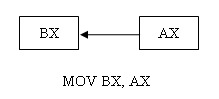 BX AX
MOV BX, AX